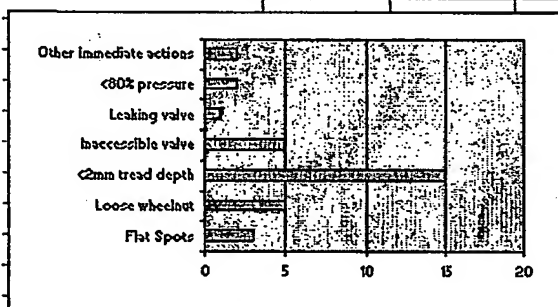 Other immediate actions
<80% pressure
Leaking valve
Inaccessible valve
<2mm tread depth
Loose wheelnut
Flat Spots
0 5 10 15 20